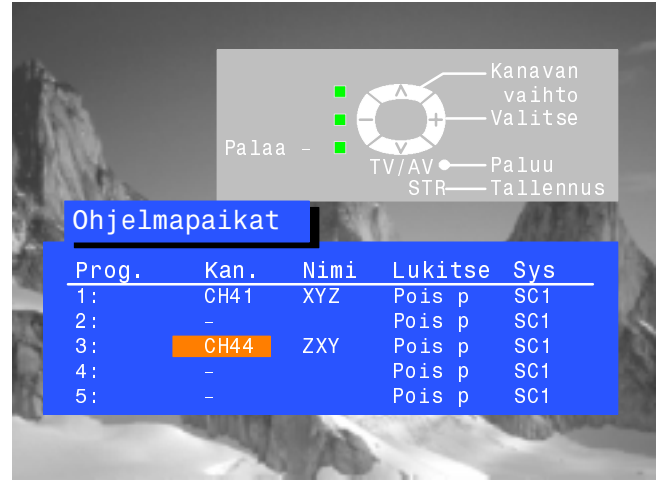 Kanavan
vaihto
Valitse
Palaa -
TV/AV Paluu
STR Tallennus
Ohjelmapaikat
Prog. Kan. Nimi Lukitse Sys
1: CH41 XYZ Pois p SC1
2: - Pois p SC1
3: CH44 ZXY Pois p SC1
4: - Pois p SC1
5: - Pois p SC1